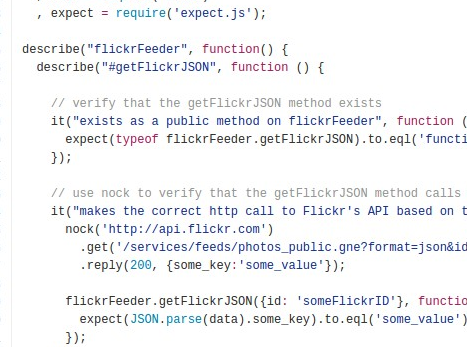 , expect = require('expect.js');
describe("flickrFeeder", function() {
describe("#getFlickrJSON", function () {
// verify that the getFlickrJSON method exists
it("exists as a public method on flickrFeeder", function (
expect(typeof flickrFeeder.getFlickrJSON).to.eql('functi
});
// use nock to verify that the getFlickrJSON method calls
it("makes the correct http call to Flickr's API based on t
nock('http://api.flickr.com')
.get('/services/feeds/photos_public.gne?format=json&id
.reply(200, {some_key:'some_value'});
flickrFeeder.getFlickrJSON({id: 'someFlickrID'}, functio
expect(JSON.parse(data).some_key).to.eql('some_value')
});